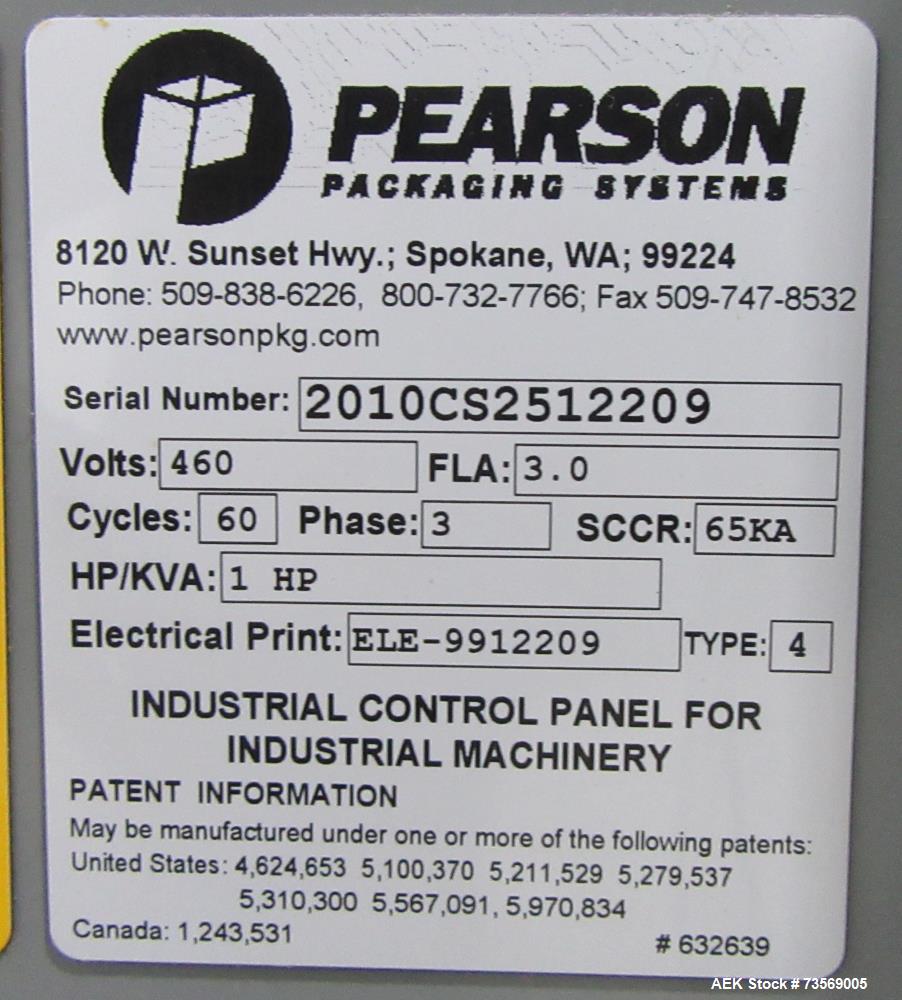 PEARSON
PACKAGING SYSTEMS
8120 W. Sunset Hwy.; Spokane, WA; 99224
Phone: 509-838-6226, 800-732-7766; Fax 509-747-8532
www.pearsonpkg.com
Serial Number: 2010CS2512209
Volts: 460 FLA: 3.0
Cycles: 60 Phase: 3 SCCR: 65KA
HP/KVA: 1 HP
Electrical Print: ELE-9912209 TYPE: 4
INDUSTRIAL CONTROL PANEL FOR
INDUSTRIAL MACHINERY
PATENT INFORMATION
May be manufactured under one or more of the following patents:
United States: 4,624,653 5,100,370 5,211,529 5,279,537
5,310,300 5,567,091, 5,970,834
Canada: 1,243,531
# 632639
AEK Stock # 73569005